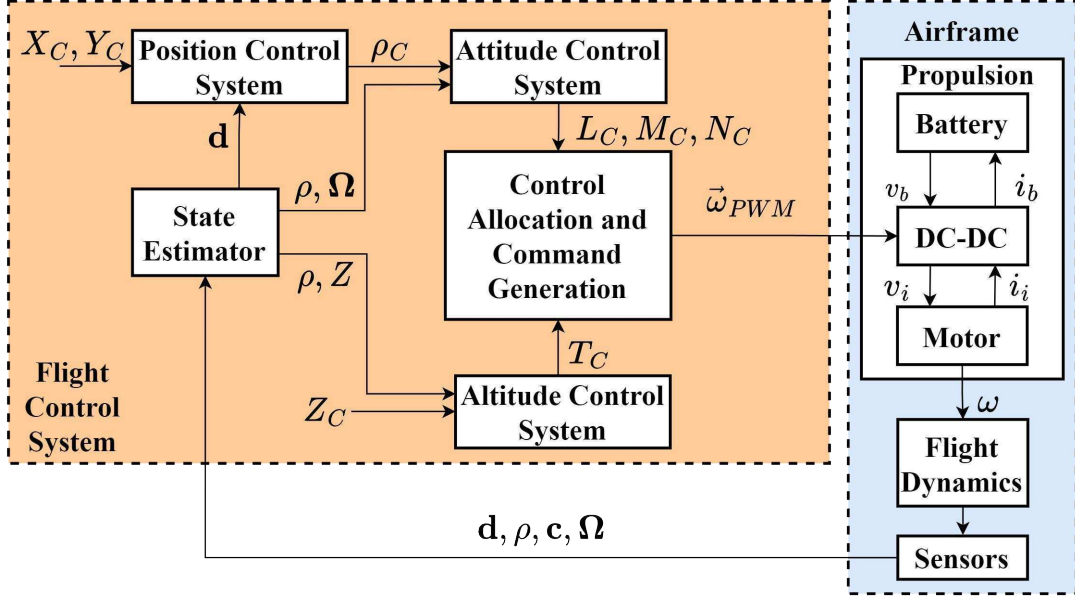 X_C, Y_C
Position Control
System
ρ_C
Attitude Control
System
d
L_C, M_C, N_C
State
Estimator
ρ, Ω
ρ, Z
Control
Allocation and
Command
Generation
T_C
Z_C
Altitude Control
System
Flight
Control
System
\vec{ω}_{PWM}
Airframe
Propulsion
Battery
v_b
i_b
DC-DC
v_i
i_i
Motor
ω
Flight
Dynamics
Sensors
d, ρ, c, Ω